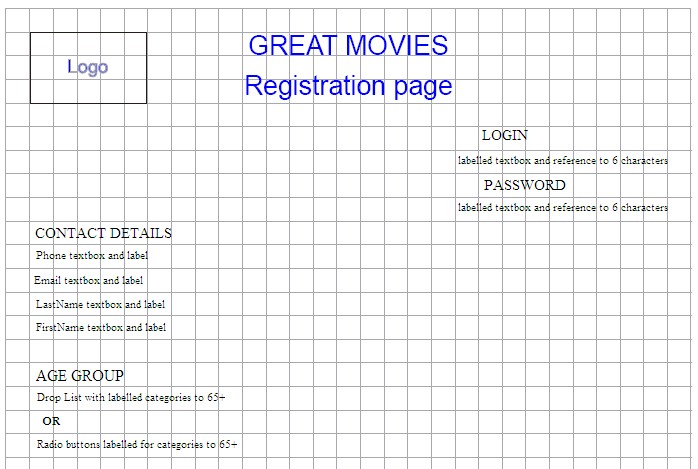 Logo
GREAT MOVIES
Registration page
LOGIN
labelled textbox and reference to 6 characters
PASSWORD
labelled textbox and reference to 6 characters
CONTACT DETAILS
Phone textbox and label
Email textbox and label
LastName textbox and label
FirstName textbox and label
AGE GROUP
Drop List with labelled categories to 65+
OR
Radio buttons labelled for categories to 65+